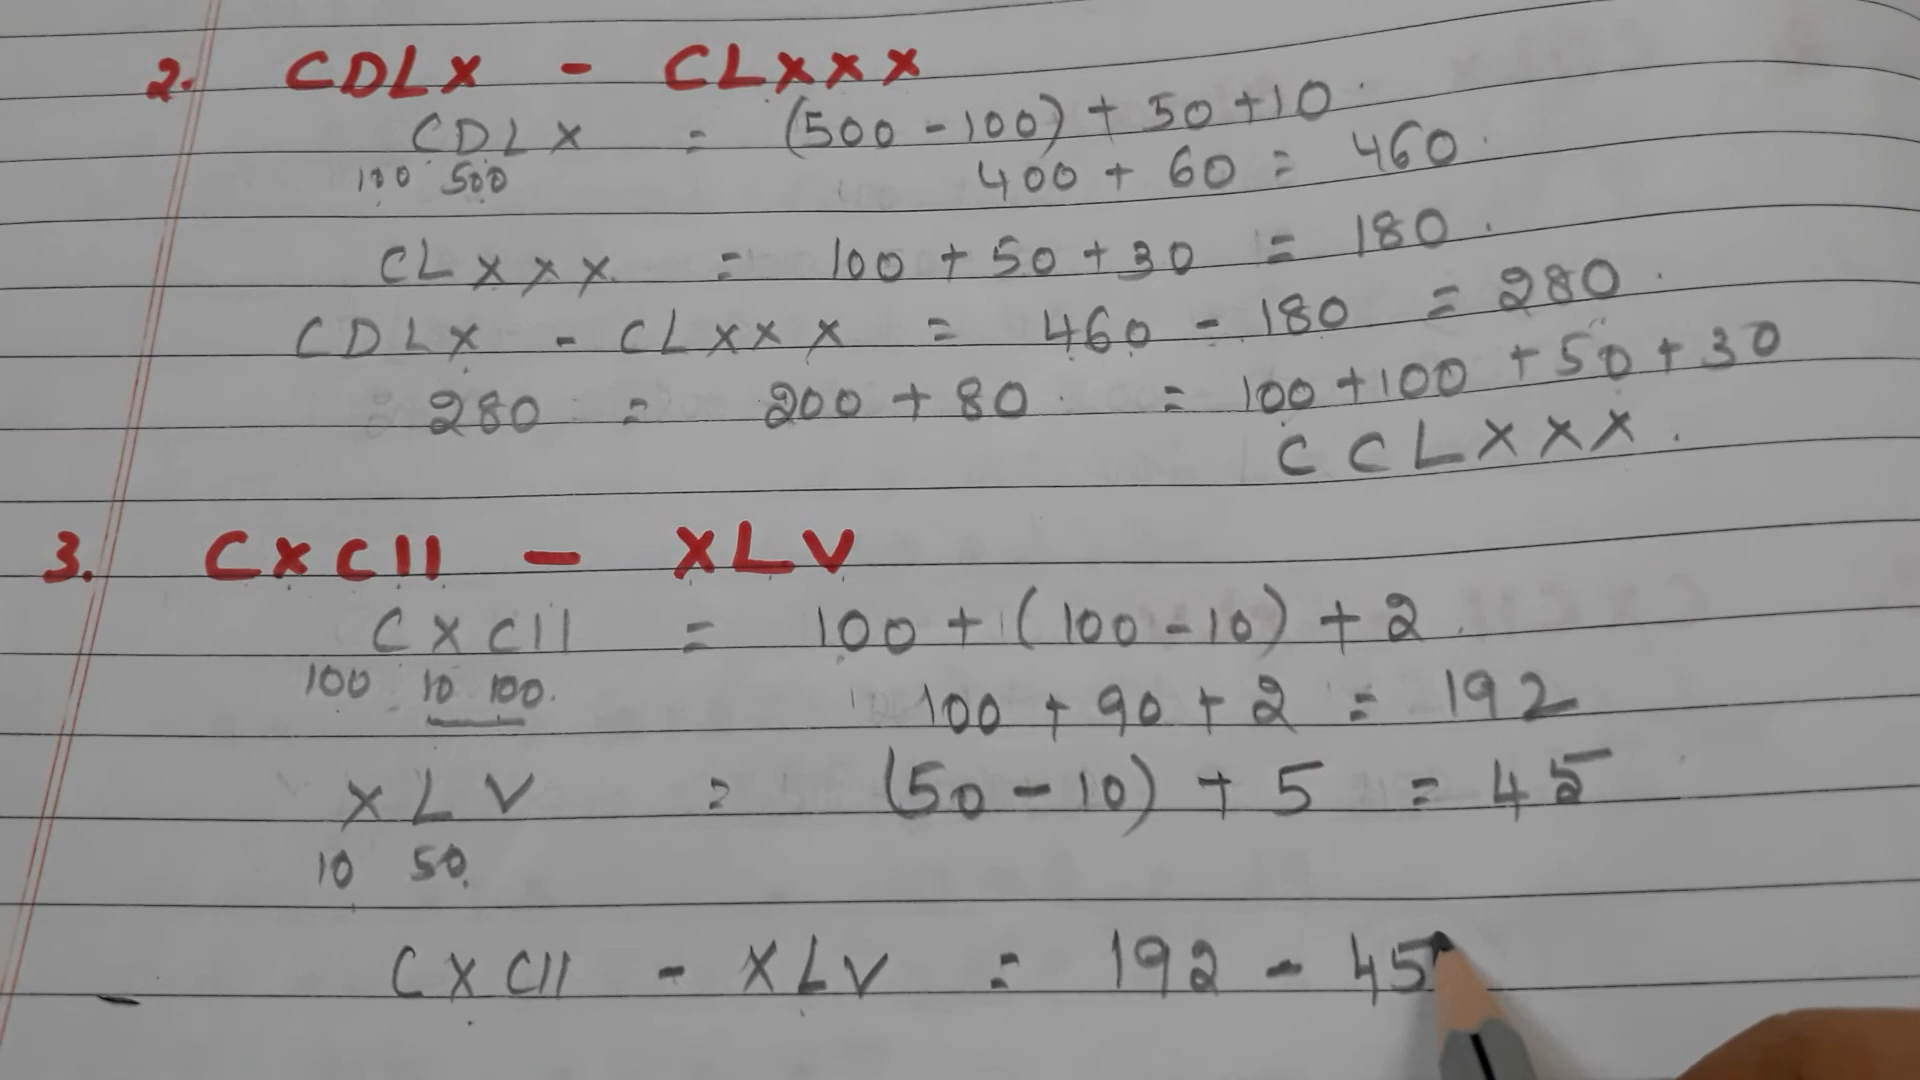 2. CDLX - CLXXX
CDLX = (500 - 100) + 50 + 10.
100 500 400 + 60 = 460.
CLXXX = 100 + 50 + 30 = 180.
CDLX - CLXXX = 460 - 180 = 280.
280 = 200 + 80 = 100 + 100 + 50 + 30
CCLXXX.
3. CXCII - XLV
CXCII = 100 + (100 - 10) + 2.
100 10 100. 100 + 90 + 2 = 192
XLV = (50 - 10) + 5 = 45
10 50.
CXCII - XLV = 192 - 45